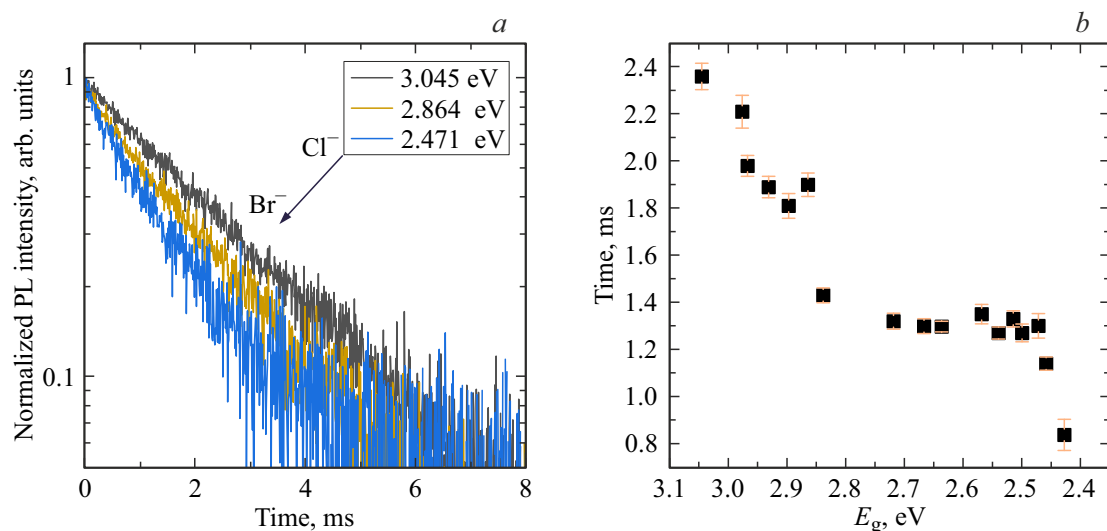 a
Normalized PL intensity, arb. units
1
0.1
3.045 eV
2.864 eV
2.471 eV
Cl⁻
Br⁻
0 2 4 6 8
Time, ms
b
Time, ms
2.4
2.2
2.0
1.8
1.6
1.4
1.2
1.0
0.8
3.1 3.0 2.9 2.8 2.7 2.6 2.5 2.4
E_g, eV